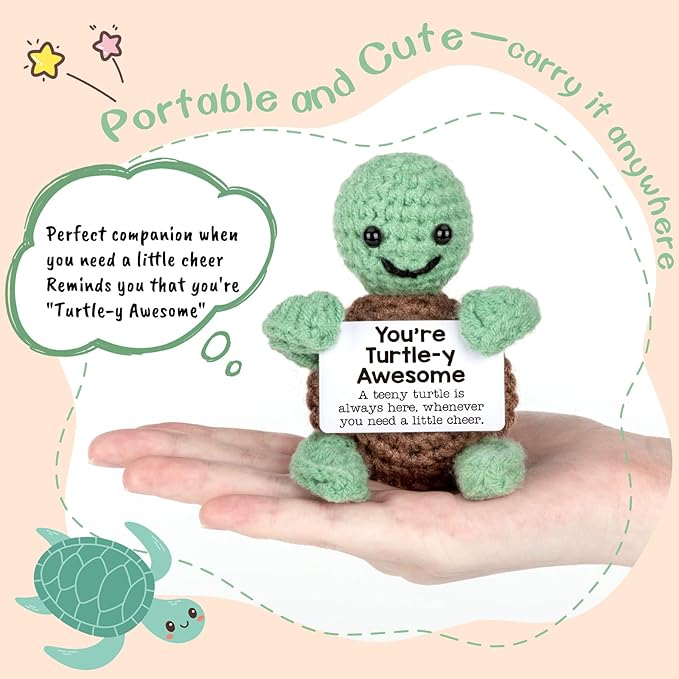 Portable and Cute—carry it anywhere
Perfect companion when
you need a little cheer
Reminds you that you're
"Turtle-y Awesome"
You're
Turtle-y
Awesome
A teeny turtle is
always here, whenever
you need a little cheer.